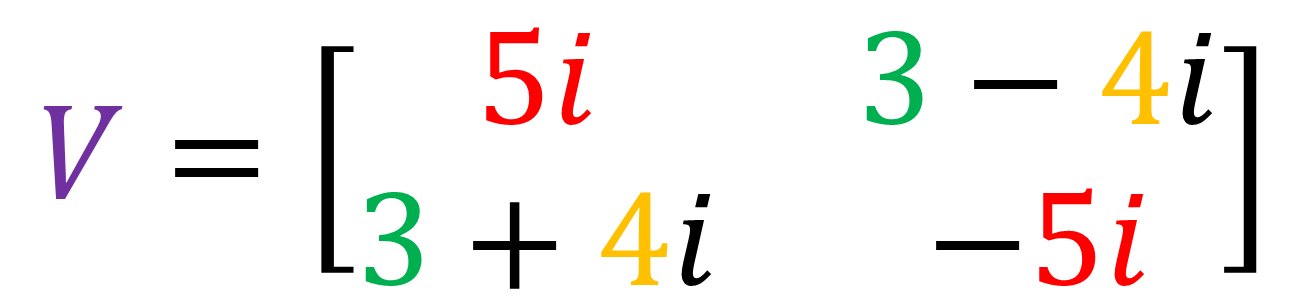 V = [ 5i 3 − 4i
3 + 4i −5i ]